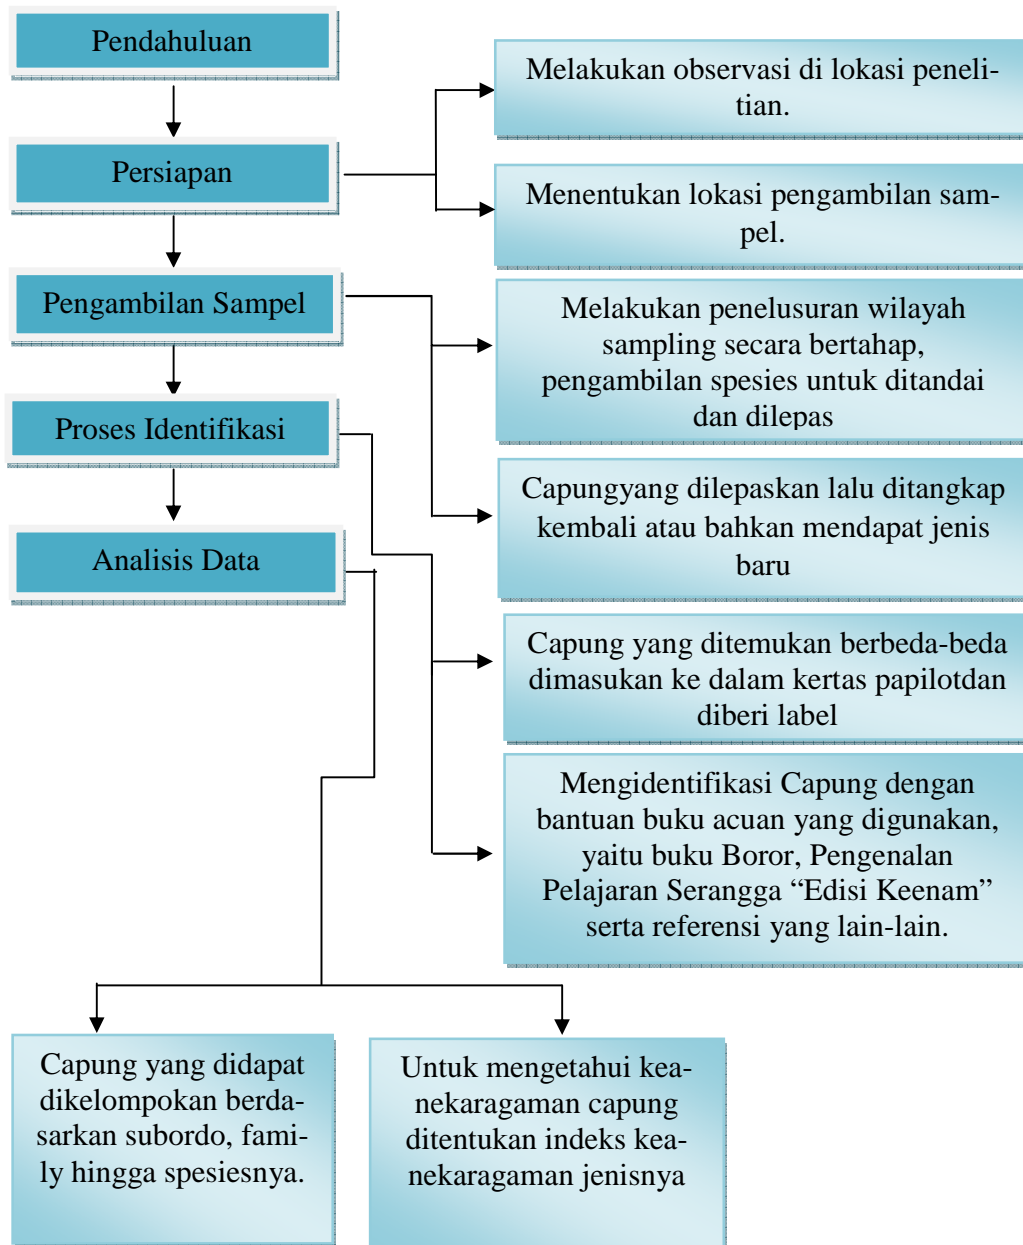 Pendahuluan
Persiapan
Melakukan observasi di lokasi peneli-
tian.
Menentukan lokasi pengambilan sam-
pel.
Pengambilan Sampel
Melakukan penelusuran wilayah
sampling secara bertahap,
pengambilan spesies untuk ditandai
dan dilepas
Capungyang dilepaskan lalu ditangkap
kembali atau bahkan mendapat jenis
baru
Proses Identifikasi
Capung yang ditemukan berbeda-beda
dimasukan ke dalam kertas papilotdan
diberi label
Mengidentifikasi Capung dengan
bantuan buku acuan yang digunakan,
yaitu buku Boror, Pengenalan
Pelajaran Serangga “Edisi Keenam”
serta referensi yang lain-lain.
Analisis Data
Capung yang didapat
dikelompokan berda-
sarkan subordo, fami-
ly hingga spesiesnya.
Untuk mengetahui kea-
nekaragaman capung
ditentukan indeks kea-
nekaragaman jenisnya